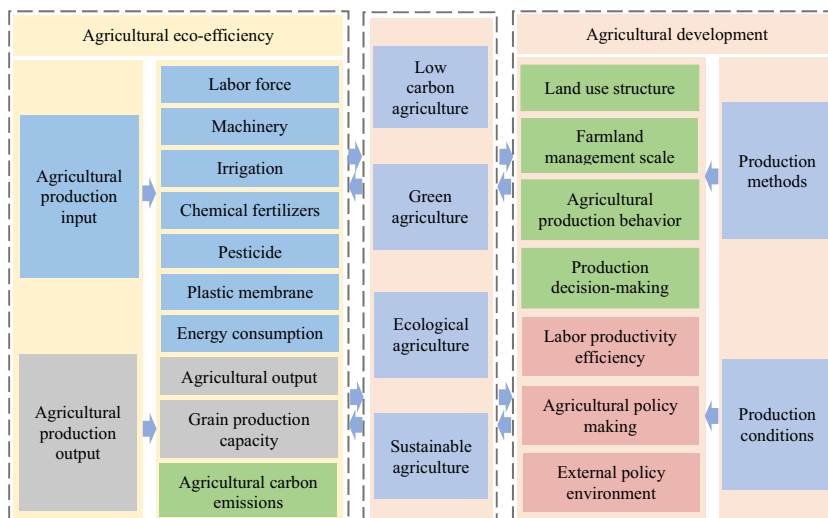 Agricultural eco-efficiency
Agricultural
production
input
Labor force
Machinery
Irrigation
Chemical fertilizers
Pesticide
Plastic membrane
Energy consumption
Agricultural
production
output
Agricultural output
Grain production
capacity
Agricultural carbon
emissions
Low
carbon
agriculture
Green
agriculture
Ecological
agriculture
Sustainable
agriculture
Agricultural development
Land use structure
Farmland
management scale
Agricultural
production behavior
Production
decision-making
Labor productivity
efficiency
Agricultural policy
making
External policy
environment
Production
methods
Production
conditions